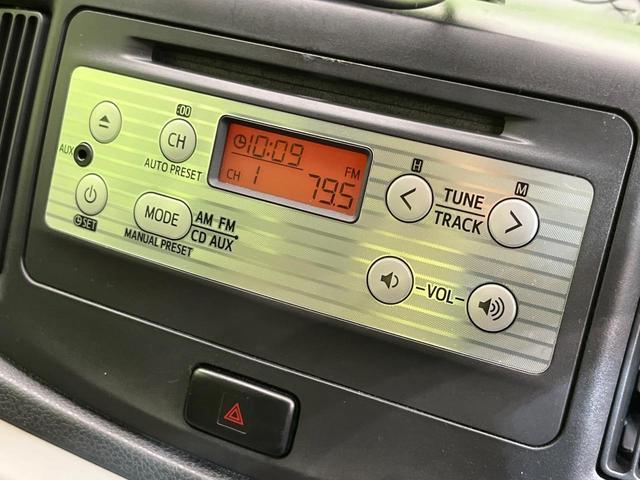 :00
CH
AUTO PRESET
AUX
SET
MODE
MANUAL PRESET
AM FM
CD AUX
10:09
FM
CH 1 79.5
H
M
TUNE
TRACK
VOL